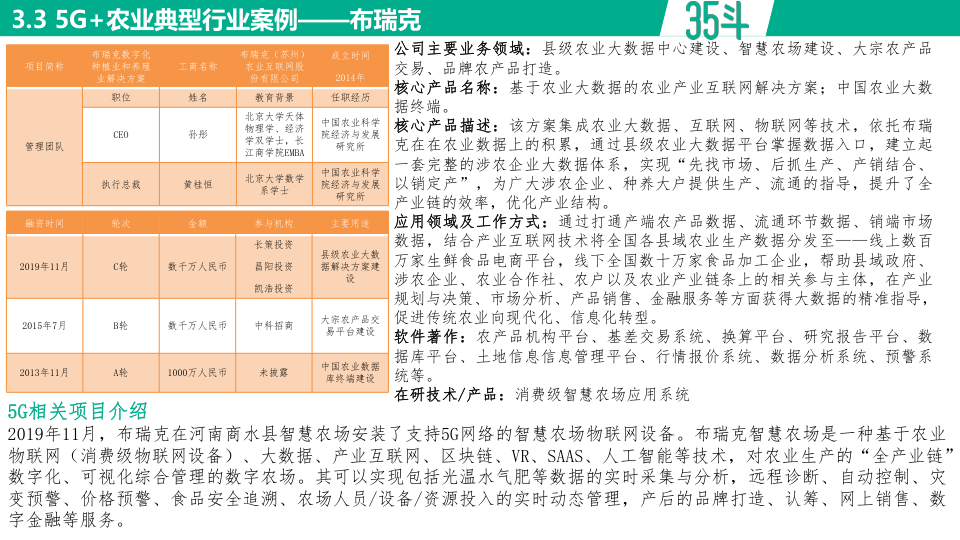 3.3 5G+农业典型行业案例——布瑞克
35斗
项目简称
布瑞克数字化
种植业和养殖
业解决方案
工商名称
布瑞克（苏州）
农业互联网股
份有限公司
成立时间
2014年
管理团队
职位
姓名
教育背景
任职经历
CEO
孙彤
北京大学天体
物理学、经济
学双学士，长
江商学院EMBA
中国农业科学
院经济与发展
研究所
执行总裁
黄桂恒
北京大学数学
系学士
中国农业科学
院经济与发展
研究所
融资时间
轮次
金额
参与机构
主要用途
2019年11月
C轮
数千万人民币
长策投资
昌阳投资
凯浩投资
县级农业大数
据解决方案建
设
2015年7月
B轮
数千万人民币
中科招商
大宗农产品交
易平台建设
2013年11月
A轮
1000万人民币
未披露
中国农业数据
库终端建设
公司主要业务领域：县级农业大数据中心建设、智慧农场建设、大宗农产品
交易、品牌农产品打造。
核心产品名称：基于农业大数据的农业产业互联网解决方案；中国农业大数
据终端。
核心产品描述：该方案集成农业大数据、互联网、物联网等技术，依托布瑞
克在在农业数据上的积累，通过县级农业大数据平台掌握数据入口，建立起
一套完整的涉农企业大数据体系，实现“先找市场、后抓生产、产销结合、
以销定产”，为广大涉农企业、种养大户提供生产、流通的指导，提升了全
产业链的效率，优化产业结构。
应用领域及工作方式：通过打通产端农产品数据、流通环节数据、销端市场
数据，结合产业互联网技术将全国各县域农业生产数据分发至——线上数百
万家生鲜食品电商平台，线下全国数十万家食品加工企业，帮助县域政府、
涉农企业、农业合作社、农户以及农业产业链条上的相关参与主体，在产业
规划与决策、市场分析、产品销售、金融服务等方面获得大数据的精准指导，
促进传统农业向现代化、信息化转型。
软件著作：农产品机构平台、基差交易系统、换算平台、研究报告平台、数
据库平台、土地信息信息管理平台、行情报价系统、数据分析系统、预警系
统等。
在研技术/产品：消费级智慧农场应用系统
5G相关项目介绍
2019年11月，布瑞克在河南商水县智慧农场安装了支持5G网络的智慧农场物联网设备。布瑞克智慧农场是一种基于农业
物联网（消费级物联网设备）、大数据、产业互联网、区块链、VR、SAAS、人工智能等技术，对农业生产的“全产业链”
数字化、可视化综合管理的数字农场。其可以实现包括光温水气肥等数据的实时采集与分析，远程诊断、自动控制、灾
变预警、价格预警、食品安全追溯、农场人员/设备/资源投入的实时动态管理，产后的品牌打造、认筹、网上销售、数
字金融等服务。